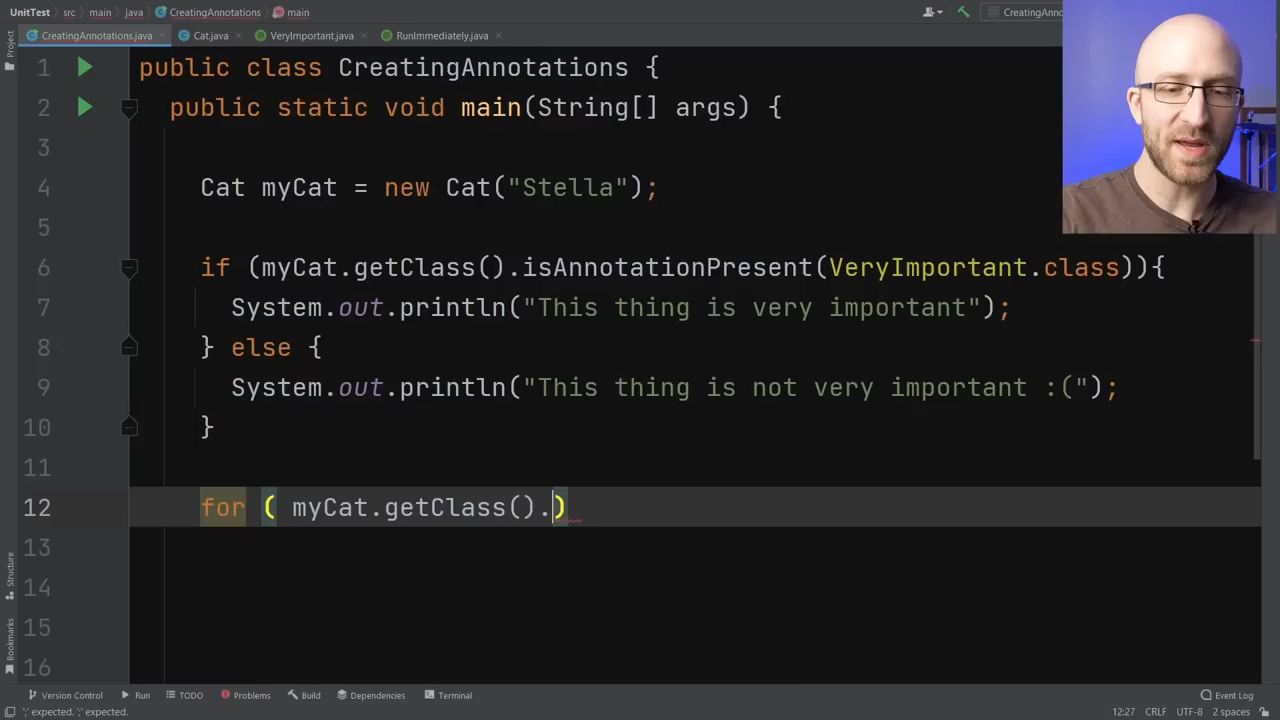 UnitTest src main java CreatingAnnotations main CreatingAnno
CreatingAnnotations.java Cat.java VeryImportant.java RunImmediately.java
Project
1 public class CreatingAnnotations {
2 public static void main(String[] args) {
3
4 Cat myCat = new Cat("Stella");
5
6 if (myCat.getClass().isAnnotationPresent(VeryImportant.class)){
7 System.out.println("This thing is very important");
8 } else {
9 System.out.println("This thing is not very important :(");
10 }
11
12 for ( myCat.getClass().)
13
14
15
16
Structure
Bookmarks
Version Control Run TODO Problems Build Dependencies Terminal Event Log
';' expected. ';' expected. 12:27 CRLF UTF-8 2 spaces